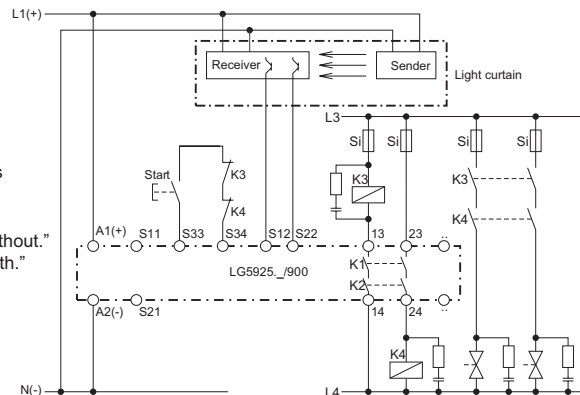 L1(+)
Receiver
Sender
Light curtain
L3
Si
Si
Si
Si
s
Start
K3
K4
K3
K3
K4
thout."
th."
A1(+)
S11
S33
S34
S12
S22
13
23
..
LG5925._/900
K1
K2
A2(-)
S21
14
24
..
K4
N(-)
L4